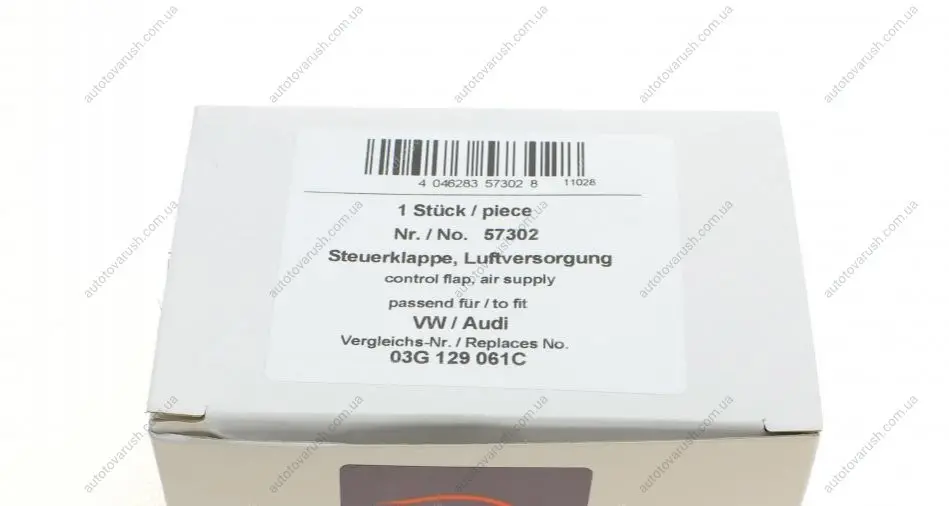 4 046283 57302 8 11028
1 Stück / piece
Nr. / No. 57302
Steuerklappe, Luftversorgung
control flap, air supply
passend für / to fit
VW / Audi
Vergleichs-Nr. / Replaces No.
03G 129 061C
autotovarush.com.ua